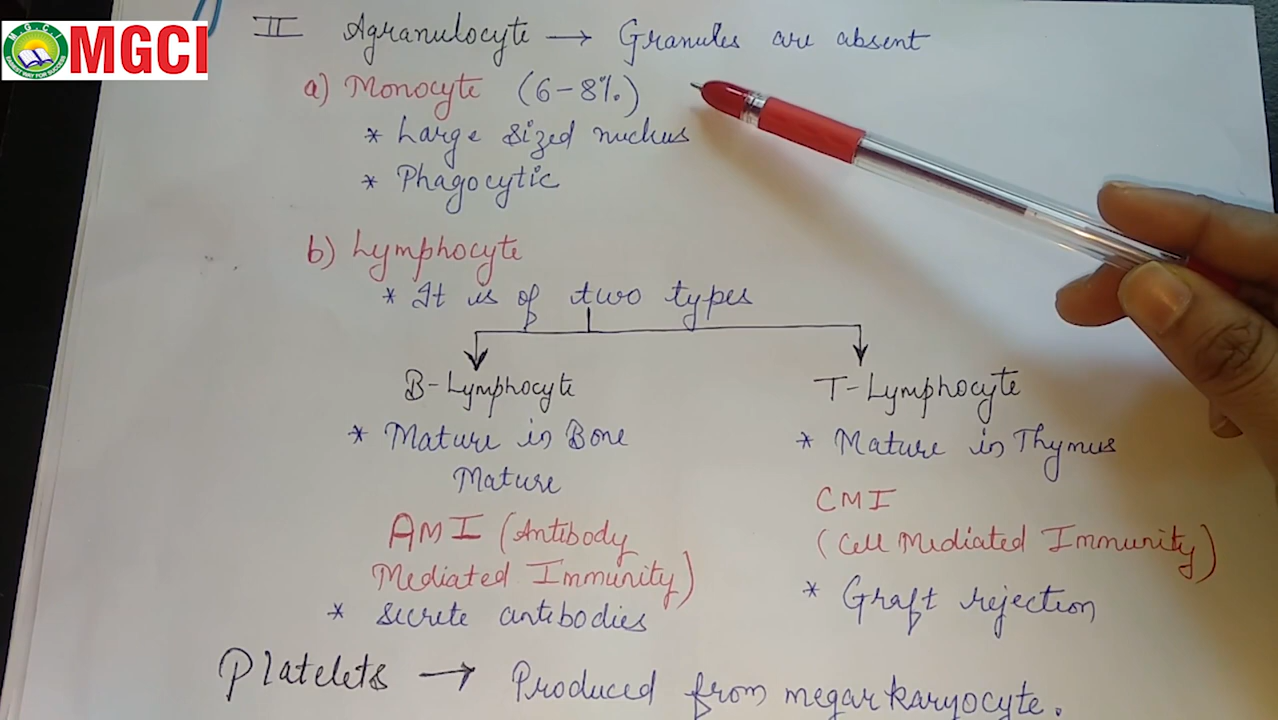 M.G.C.I
MGCI
II Agranulocyte → Granules are absent
a) Monocyte (6-8%)
* Large sized nucleus
* Phagocytic
b) Lymphocyte
* It is of two types
B-Lymphocyte
* Mature in Bone
Mature
AMI (Antibody
Mediated Immunity)
* Secrete antibodies
T-Lymphocyte
* Mature in Thymus
CMI
(Cell Mediated Immunity)
* Graft rejection
Platelets → Produced from megarkaryocyte.